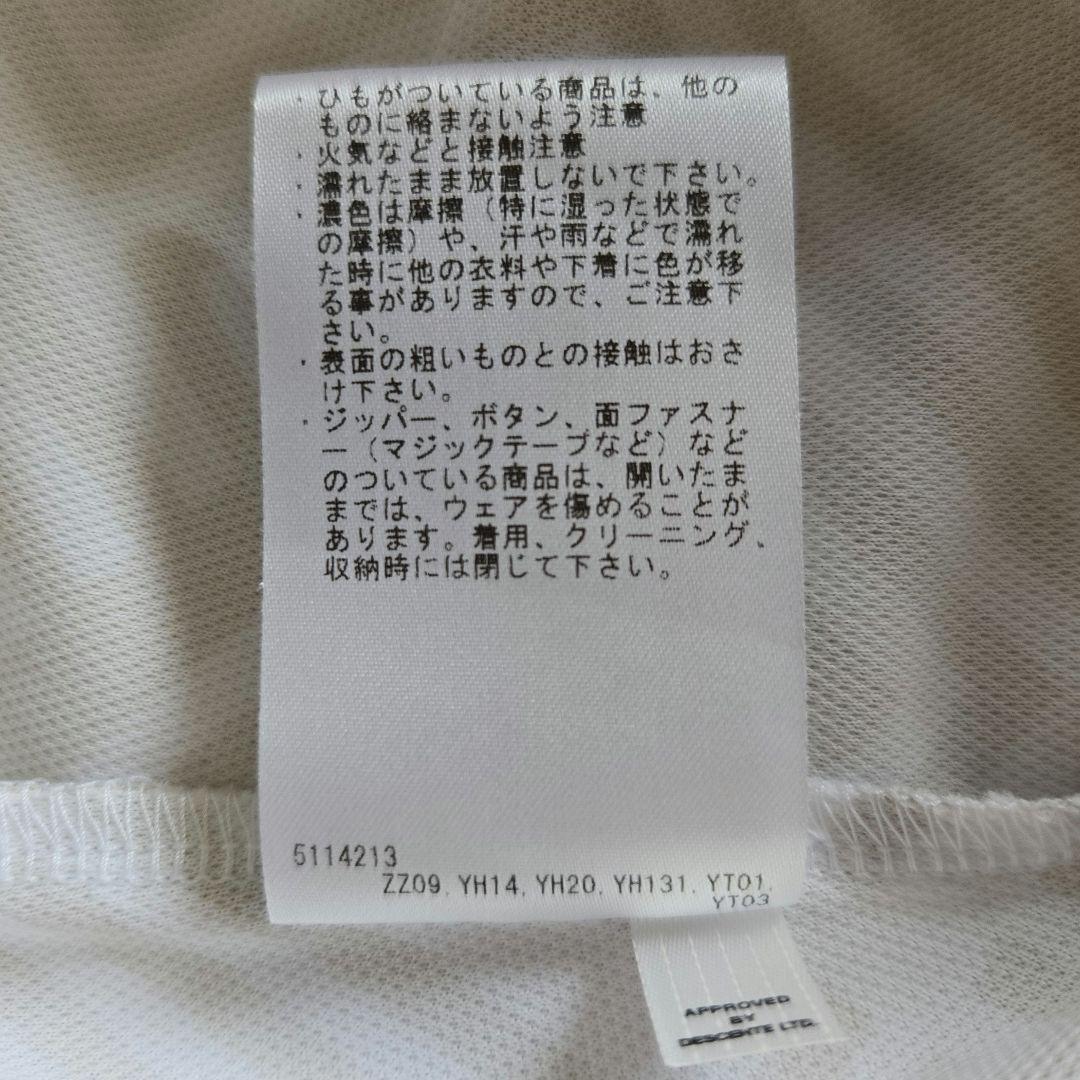 ・ひもがついている商品は、他の
ものに絡まないよう注意
・火気などと接触注意
・濡れたまま放置しないで下さい。
・濃色は摩擦（特に湿った状態で
の摩擦）や、汗や雨などで濡れ
た時に他の衣料や下着に色が移
る事がありますので、ご注意下
さい。
・表面の粗いものとの接触はおさ
け下さい。
・ジッパー、ボタン、面ファスナ
ー（マジックテープなど）など
のついている商品は、開いたま
までは、ウェアを傷めることが
あります。着用、クリーニング、
収納時には閉じて下さい。
5114213
ZZ09, YH14, YH20, YH131, YT01,
YT03
APPROVED
BY
DESCENTE LTD.